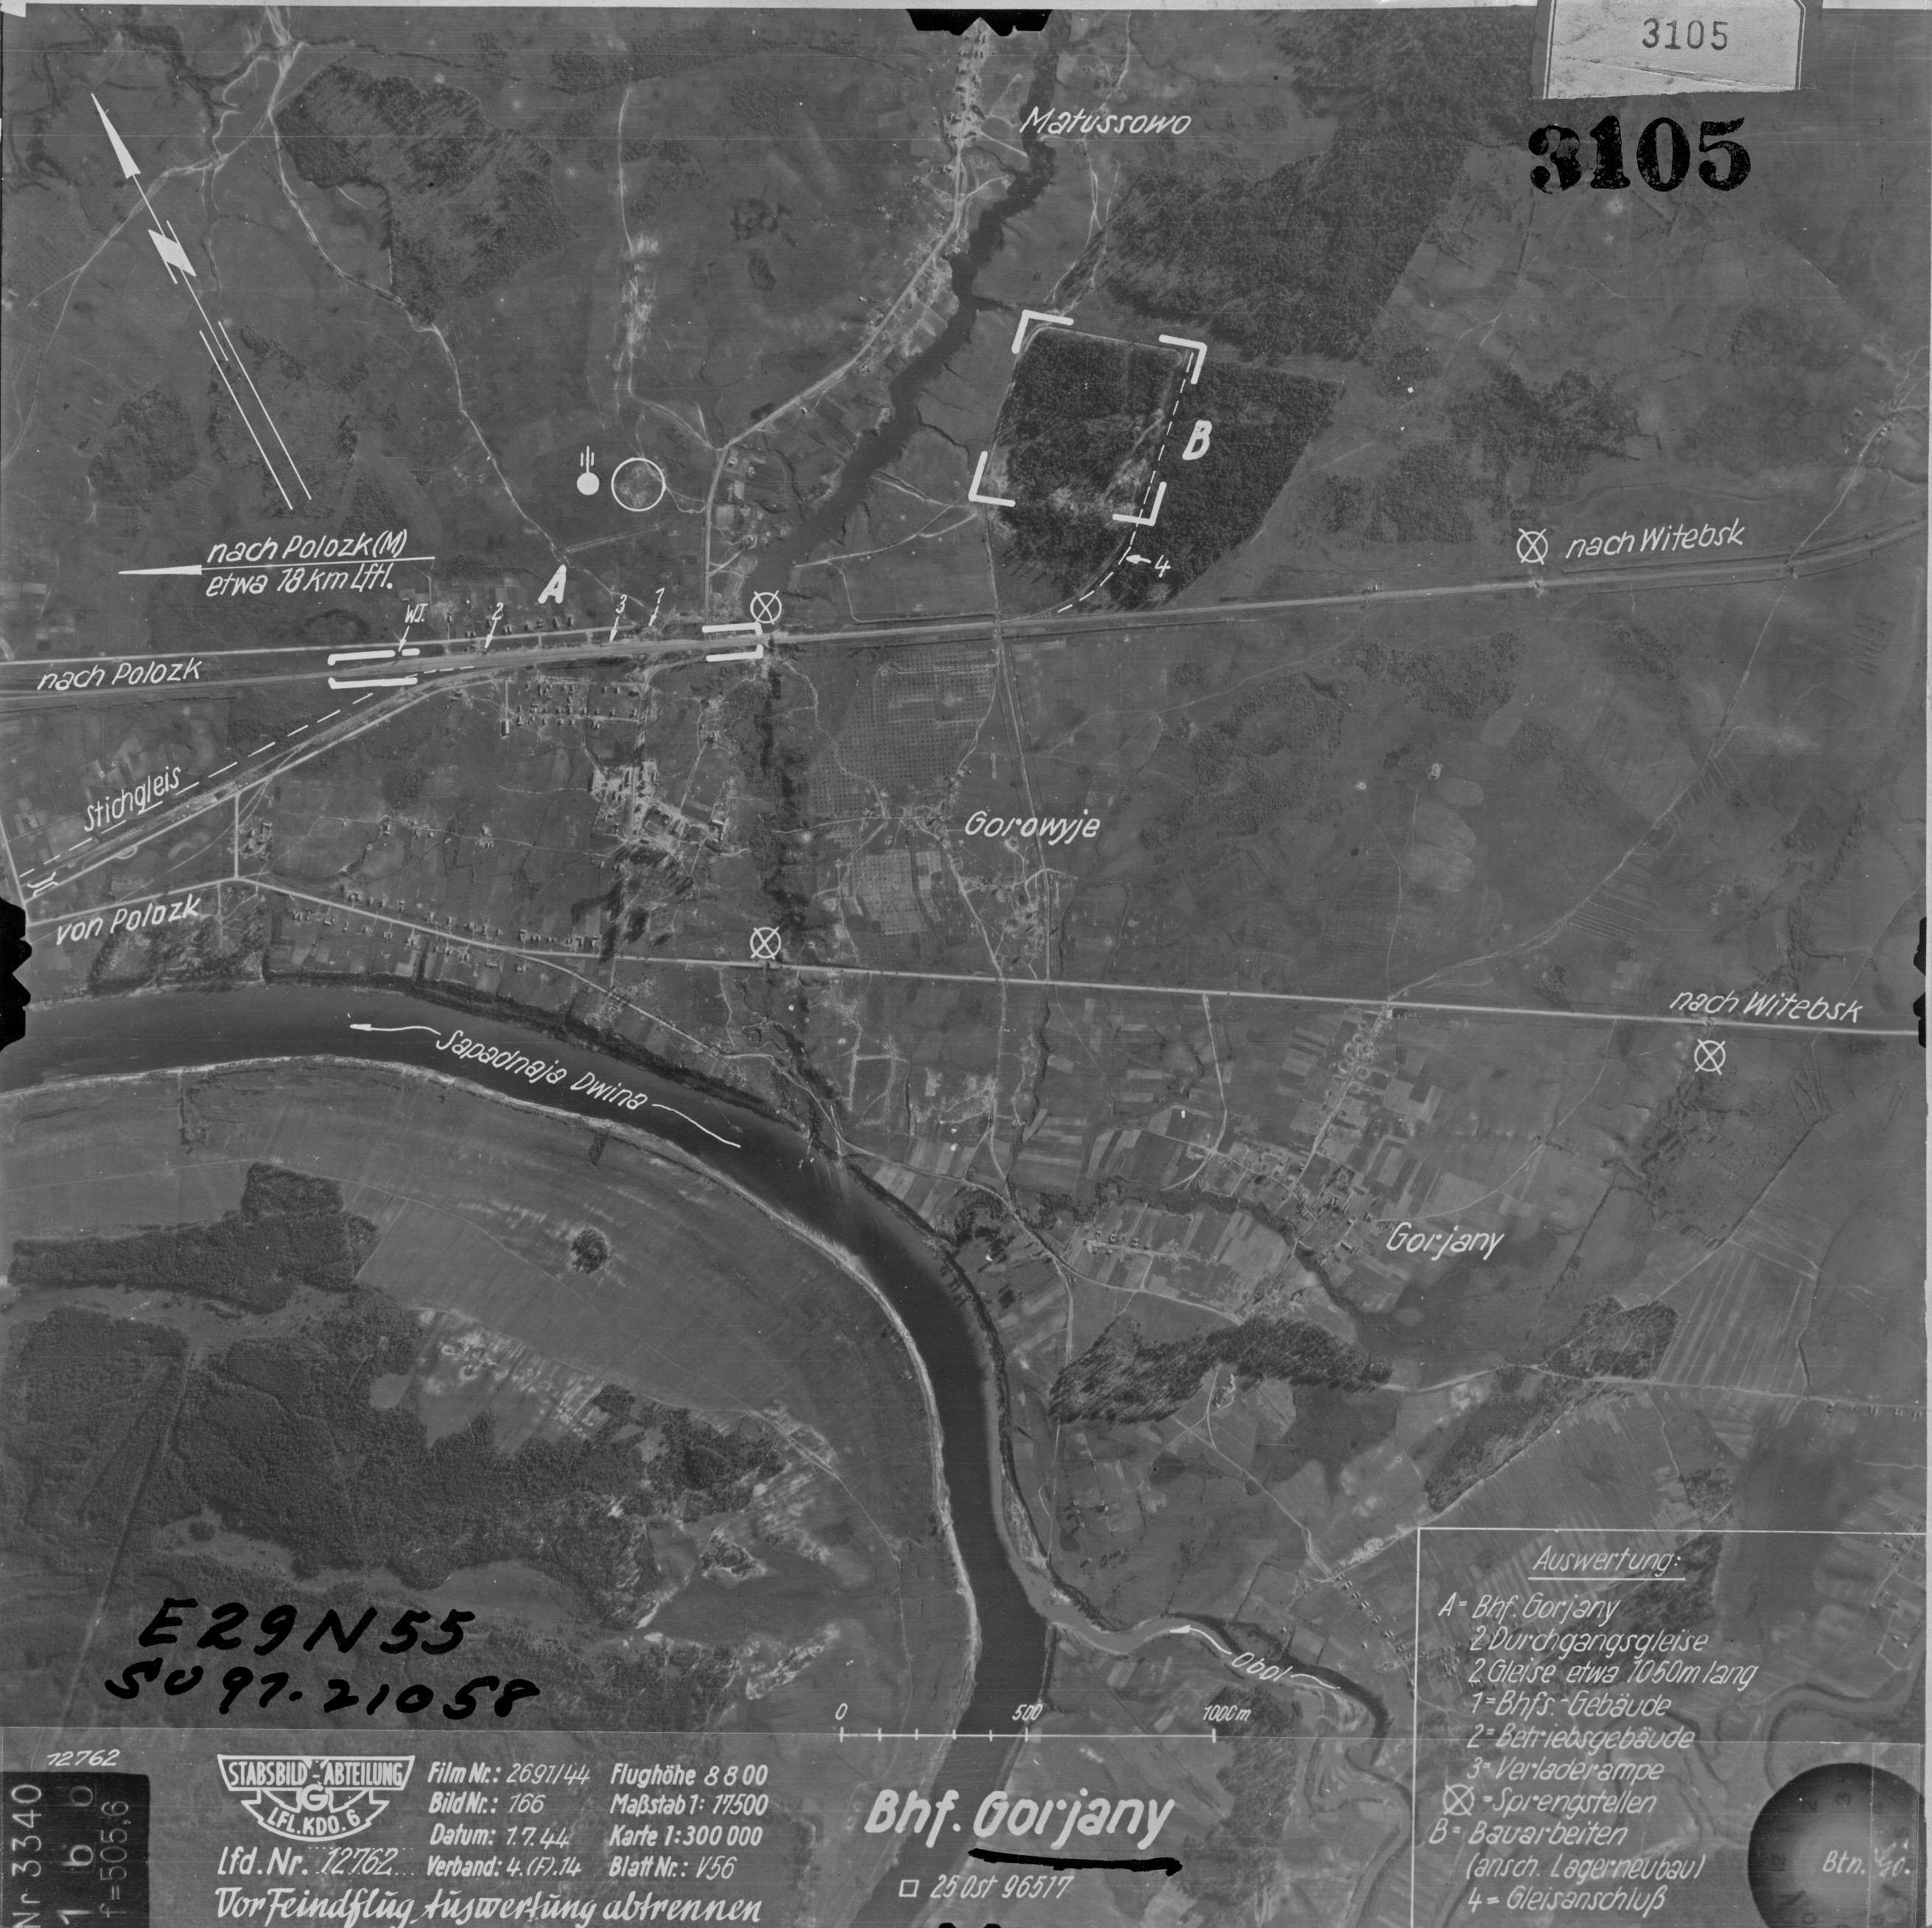 3105
3105
Matussowo
B
4
nach Polozk (M)
etwa 18 km Lftl.
A
W.T.
2
3
1
nach Witebsk
nach Polozk
Stichgleis
Gorowyje
von Polozk
nach Witebsk
Sapadnaja Dwina
Gorjany
E29N55
SU 97.21058
Obol
0 500 1000m
Auswertung:
A = Bhf. Gorjany
2 Durchgangsgleise
2 Gleise etwa 1050m lang
1 = Bhfs.-Gebäude
2 = Betriebsgebäude
3 = Verladerampe
= Sprengstellen
B = Bauarbeiten
(ansch. Lagerneubau)
4 = Gleisanschluß
12762
Nr 3340
f=505,6
STABSBILD-ABTEILUNG
G
LFL.KDO.6
Lfd.Nr. 12762
Film Nr.: 2691/44 Flughöhe 8800
Bild Nr.: 166 Maßstab 1: 17500
Datum: 1.7.44 Karte 1:300 000
Verband: 4.(F).14 Blatt Nr.: V56
Vor Feindflug Auswertung abtrennen
Bhf. Gorjany
25 Ost 96517
Btn.